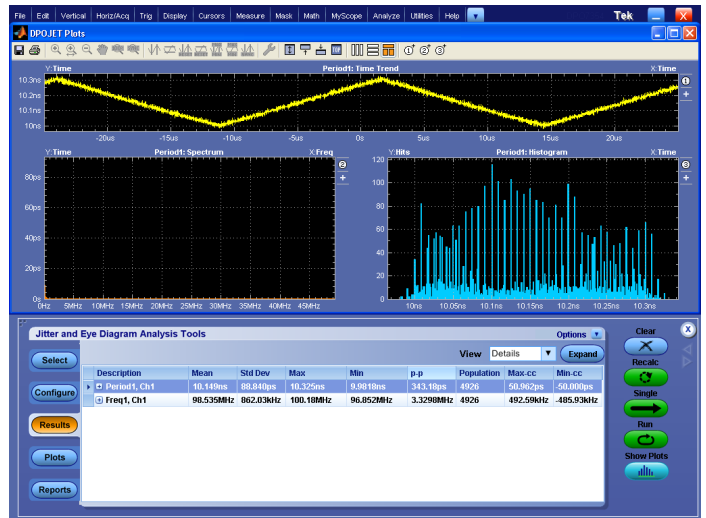 File Edit Vertical Horiz/Acq Trig Display Cursors Measure Mask Math MyScope Analyze Utilities Help Tek
DPOJET Plots
Y:Time Period1: Time Trend X:Time
10.3ns
10.2ns
10.1ns
10ns
-20us -15us -10us -5us 0s 5us 10us 15us 20us
1
Y:Time Period1: Spectrum X:Freq
80ps
60ps
40ps
20ps
0s
0Hz 5MHz 10MHz 15MHz 20MHz 25MHz 30MHz 35MHz 40MHz 45MHz
2
Y:Hits Period1: Histogram X:Time
120
100
80
60
40
20
0
10ns 10.05ns 10.1ns 10.15ns 10.2ns 10.25ns 10.3ns
3
Jitter and Eye Diagram Analysis Tools Options
Clear
Select
View Details Expand
Recalc
Description Mean Std Dev Max Min p-p Population Max-cc Min-cc
Period1, Ch1 10.149ns 88.840ps 10.325ns 9.9818ns 343.18ps 4926 50.962ps -50.000ps
Freq1, Ch1 98.535MHz 862.03kHz 100.18MHz 96.852MHz 3.3298MHz 4926 492.59kHz -485.93kHz
Configure
Single
Results
Run
Plots
Show Plots
Reports